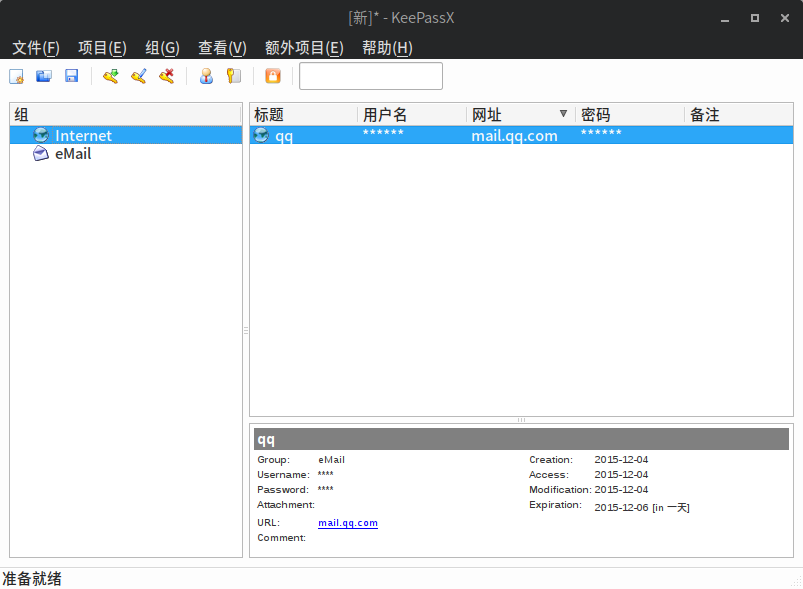 [新]* - KeePassX
文件(F) 项目(E) 组(G) 查看(V) 额外项目(E) 帮助(H)
组
Internet
eMail
标题 用户名 网址 密码 备注
qq ****** mail.qq.com ******
qq
Group: eMail Creation: 2015-12-04
Username: **** Access: 2015-12-04
Password: **** Modification: 2015-12-04
Attachment: Expiration: 2015-12-06 [in 一天]
URL: mail.qq.com
Comment:
准备就绪